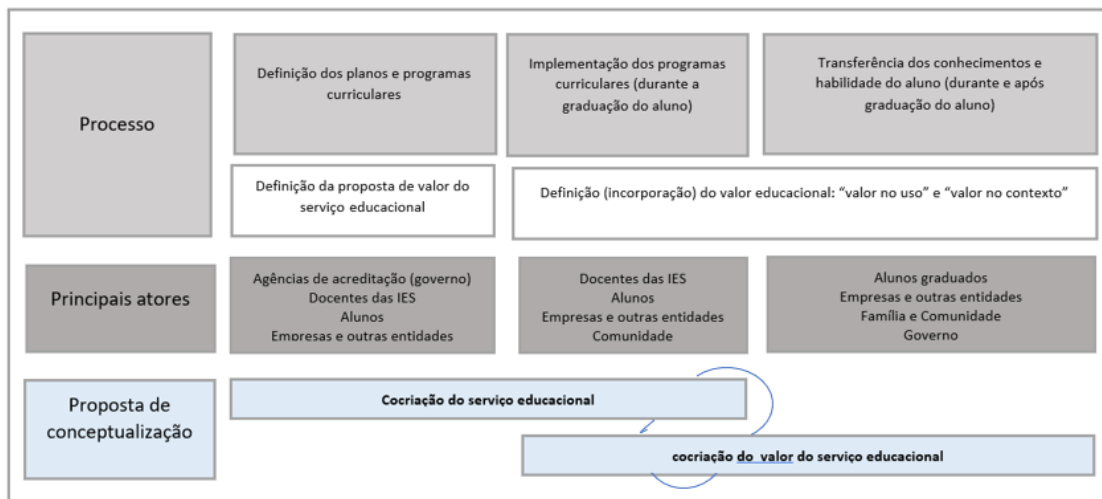 Processo
Definição dos planos e programas
curriculares
Implementação dos programas
curriculares (durante a
graduação do aluno)
Transferência dos conhecimentos e
habilidade do aluno (durante e após
graduação do aluno)
Definição da proposta de valor do
serviço educacional
Definição (incorporação) do valor educacional: “valor no uso” e “valor no contexto”
Principais atores
Agências de acreditação (governo)
Docentes das IES
Alunos
Empresas e outras entidades
Docentes das IES
Alunos
Empresas e outras entidades
Comunidade
Alunos graduados
Empresas e outras entidades
Família e Comunidade
Governo
Proposta de
conceptualização
Cocriação do serviço educacional
cocriação do valor do serviço educacional